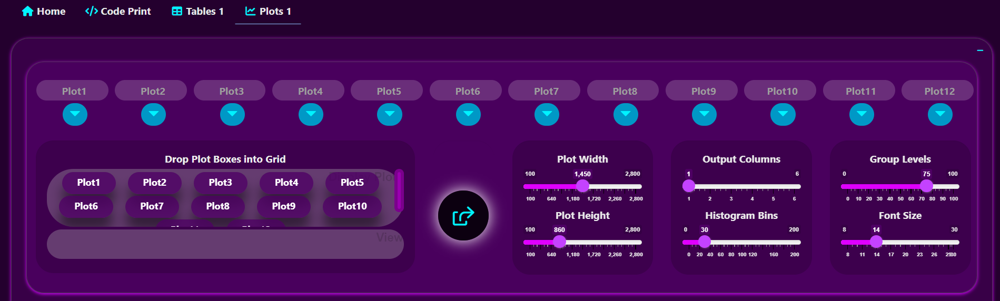 Home Code Print Tables 1 Plots 1
Plot1 Plot2 Plot3 Plot4 Plot5 Plot6 Plot7 Plot8 Plot9 Plot10 Plot11 Plot12
Drop Plot Boxes into Grid
Plot1 Plot2 Plot3 Plot4 Plot5
Plot6 Plot7 Plot8 Plot9 Plot10
View
Plot Width
100 1,450 2,800
100 640 1,180 1,720 2,260 2,800
Plot Height
100 860 2,800
100 640 1,180 1,720 2,260 2,800
Output Columns
1 6
1 2 3 4 5 6
Histogram Bins
0 30 200
0 20 40 60 80 100 120 160 200
Group Levels
0 75 100
0 10 20 30 40 50 60 70 80 90 100
Font Size
8 14 30
8 11 14 17 20 23 26 29 30